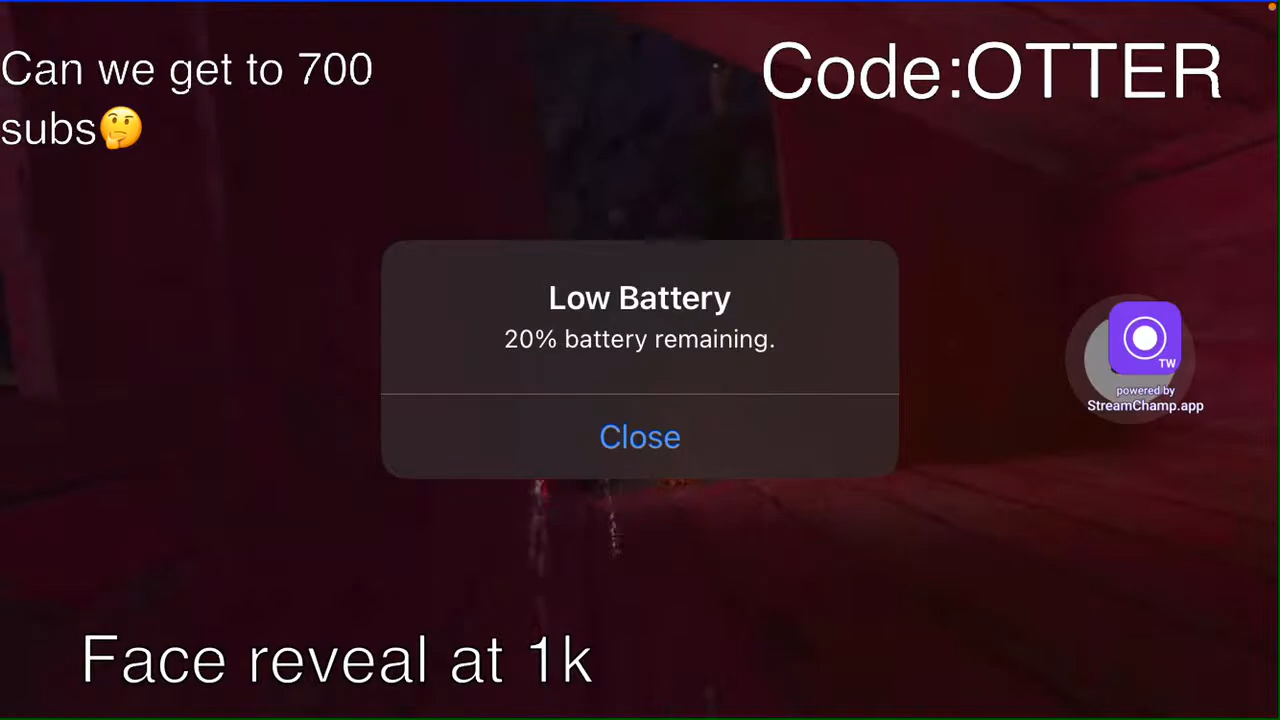 Can we get to 700
subs🤔
Code:OTTER
Low Battery
20% battery remaining.
Close
TW
powered by
StreamChamp.app
Face reveal at 1k